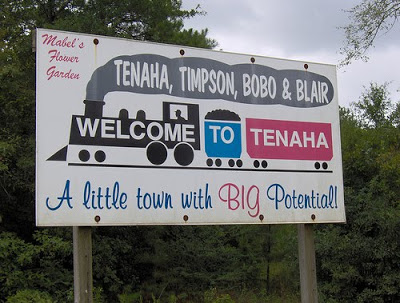 Mabel's
Flower
Garden
TENAHA, TIMPSON, BOBO & BLAIR
WELCOME TO TENAHA
A little town with BIG Potential!